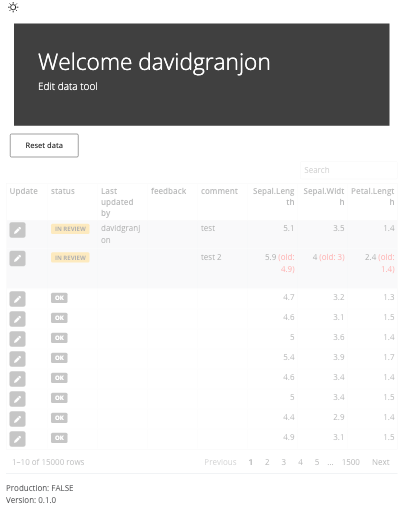 Welcome davidgranjon
Edit data tool
Reset data
Search
Update status Last updated by feedback comment Sepal.Length Sepal.Width Petal.Length
IN REVIEW davidgranjon test 5.1 3.5 1.4
IN REVIEW test 2 5.9 (old: 4.9) 4 (old: 3) 2.4 (old: 1.4)
OK 4.7 3.2 1.3
OK 4.6 3.1 1.5
OK 5 3.6 1.4
OK 5.4 3.9 1.7
OK 4.6 3.4 1.4
OK 5 3.4 1.5
OK 4.4 2.9 1.4
OK 4.9 3.1 1.5
1–10 of 15000 rows Previous 1 2 3 4 5 ... 1500 Next
Production: FALSE
Version: 0.1.0